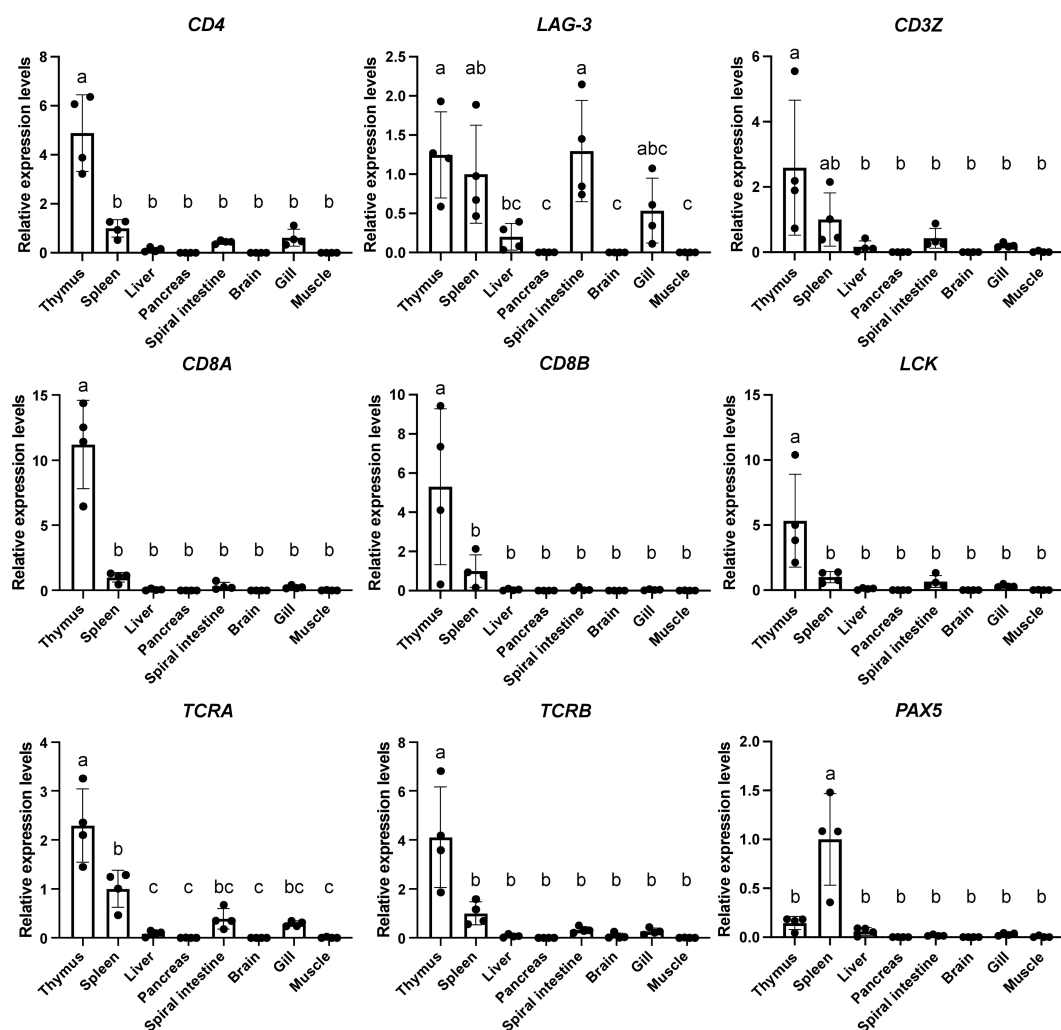 CD4
Relative expression levels
8
6
4
2
0
a
b
b
b
b
b
b
b
Thymus
Spleen
Liver
Pancreas
Spiral intestine
Brain
Gill
Muscle
LAG-3
Relative expression levels
2.5
2.0
1.5
1.0
0.5
0.0
a
ab
bc
c
a
c
abc
c
Thymus
Spleen
Liver
Pancreas
Spiral intestine
Brain
Gill
Muscle
CD3Z
Relative expression levels
6
4
2
0
a
ab
b
b
b
b
b
b
Thymus
Spleen
Liver
Pancreas
Spiral intestine
Brain
Gill
Muscle
CD8A
Relative expression levels
15
10
5
0
a
b
b
b
b
b
b
b
Thymus
Spleen
Liver
Pancreas
Spiral intestine
Brain
Gill
Muscle
CD8B
Relative expression levels
10
8
6
4
2
0
a
b
b
b
b
b
b
b
Thymus
Spleen
Liver
Pancreas
Spiral intestine
Brain
Gill
Muscle
LCK
Relative expression levels
15
10
5
0
a
b
b
b
b
b
b
b
Thymus
Spleen
Liver
Pancreas
Spiral intestine
Brain
Gill
Muscle
TCRA
Relative expression levels
4
3
2
1
0
a
b
c
c
bc
c
bc
c
Thymus
Spleen
Liver
Pancreas
Spiral intestine
Brain
Gill
Muscle
TCRB
Relative expression levels
8
6
4
2
0
a
b
b
b
b
b
b
b
Thymus
Spleen
Liver
Pancreas
Spiral intestine
Brain
Gill
Muscle
PAX5
Relative expression levels
2.0
1.5
1.0
0.5
0.0
b
a
b
b
b
b
b
b
Thymus
Spleen
Liver
Pancreas
Spiral intestine
Brain
Gill
Muscle